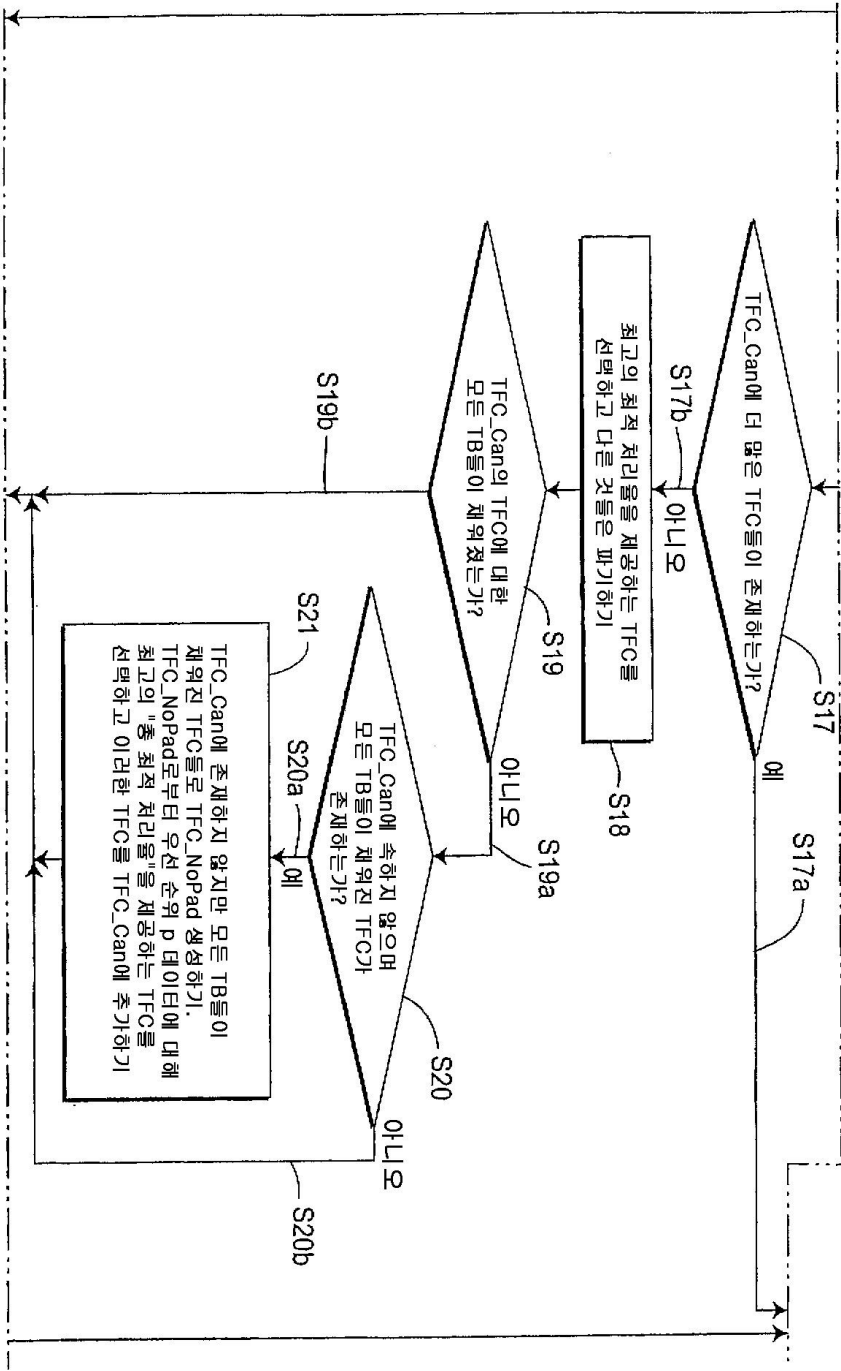 S17
TFC_Can에 더 많은 TFC들이 존재하는가?
예
S17a
S17b
아니오
최고의 최적 처리율을 제공하는 TFC를
선택하고 다른 것들은 파기하기
S18
S19
TFC_Can의 TFC에 대한
모든 TB들이 채워졌는가?
아니오
S19a
S19b
S20
TFC_Can에 속하지 않으며
모든 TB들이 채워진 TFC가
존재하는가?
아니오
S20b
S20a
예
S21
TFC_Can에 존재하지 않지만 모든 TB들이
채워진 TFC들로 TFC_NoPad 생성하기.
TFC_NoPad로부터 우선 순위 p 데이터에 대해
최고의 "총 최적 처리율"을 제공하는 TFC를
선택하고 이러한 TFC를 TFC_Can에 추가하기